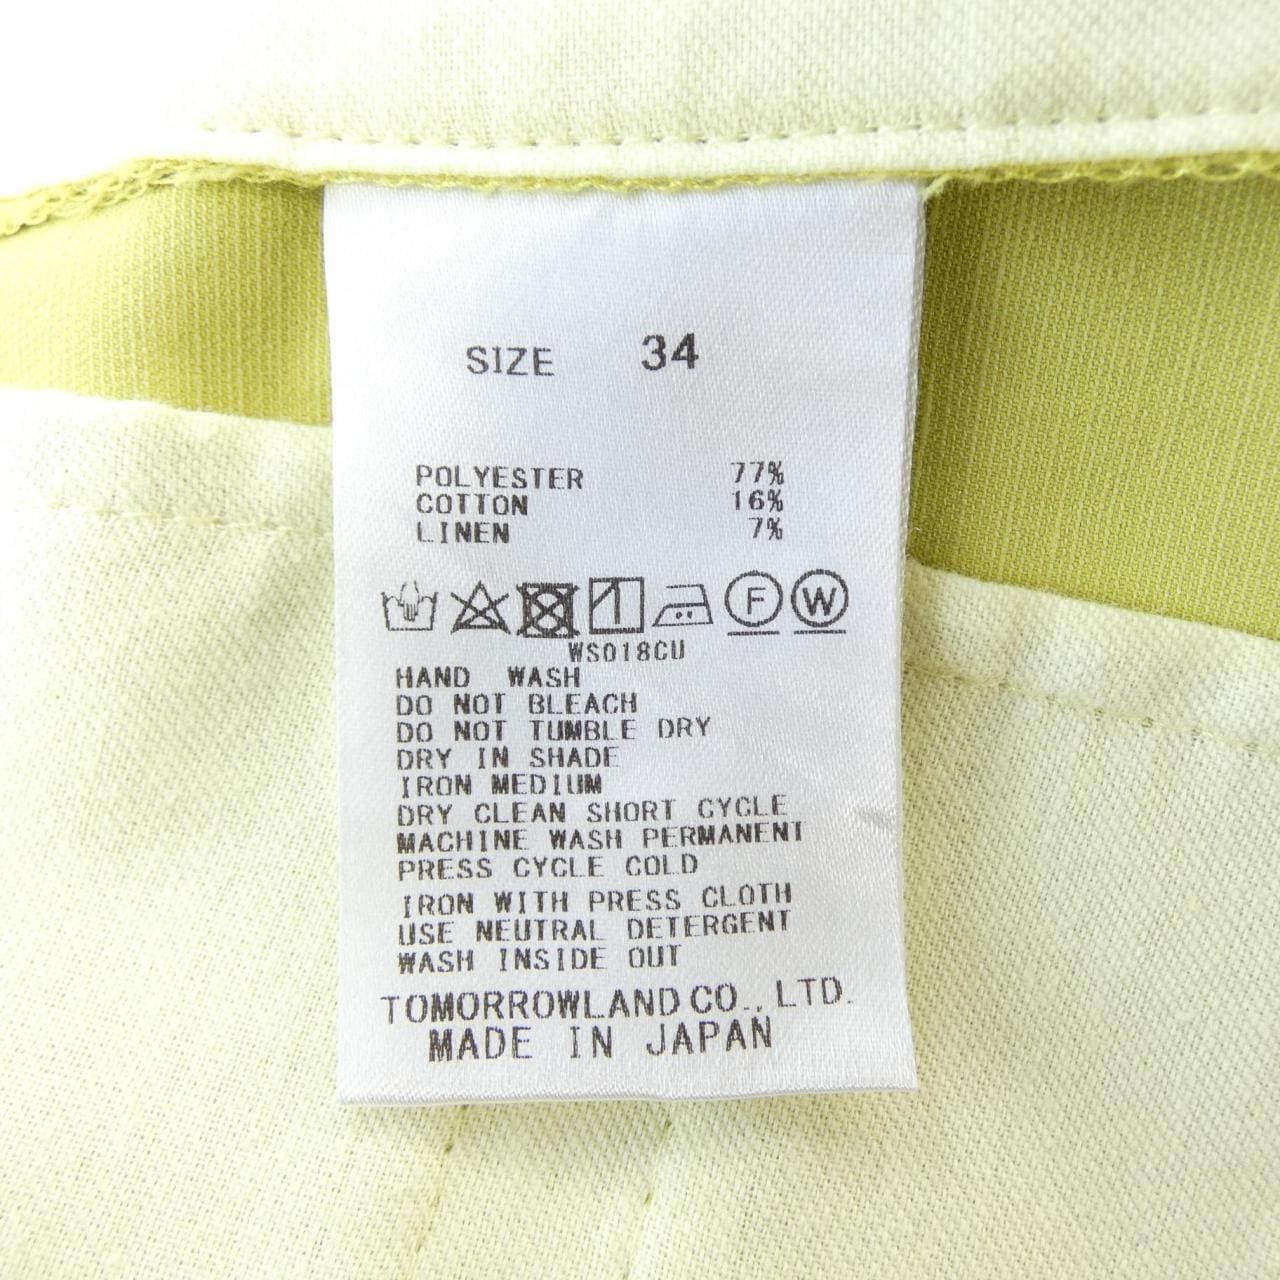 SIZE 34
POLYESTER 77%
COTTON 16%
LINEN 7%
F W
WS018CU
HAND WASH
DO NOT BLEACH
DO NOT TUMBLE DRY
DRY IN SHADE
IRON MEDIUM
DRY CLEAN SHORT CYCLE
MACHINE WASH PERMANENT
PRESS CYCLE COLD
IRON WITH PRESS CLOTH
USE NEUTRAL DETERGENT
WASH INSIDE OUT
TOMORROWLAND CO., LTD.
MADE IN JAPAN